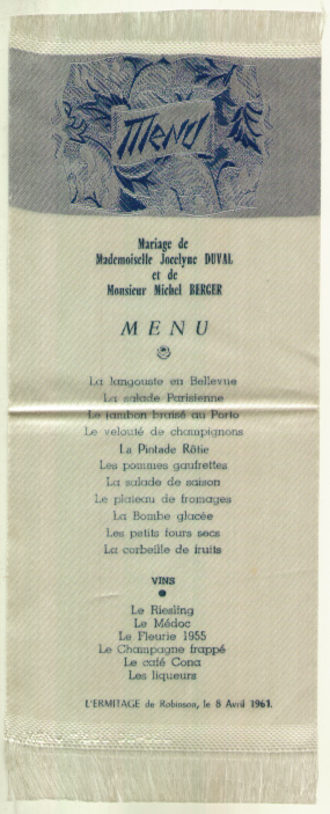 Menu
Mariage de
Mademoiselle Jocelyne DUVAL
et de
Monsieur Michel BERGER
MENU
La langouste en Bellevue
La salade Parisienne
Le jambon braisé au Porto
Le velouté de champignons
La Pintade Rôtie
Les pommes gaufrettes
La salade de saison
Le plateau de fromages
La Bombe glacée
Les petits fours secs
La corbeille de fruits
VINS
Le Riesling
Le Médoc
Le Fleurie 1955
Le Champagne frappé
Le café Cona
Les liqueurs
L'ERMITAGE de Robinson, le 8 Avril 1961.